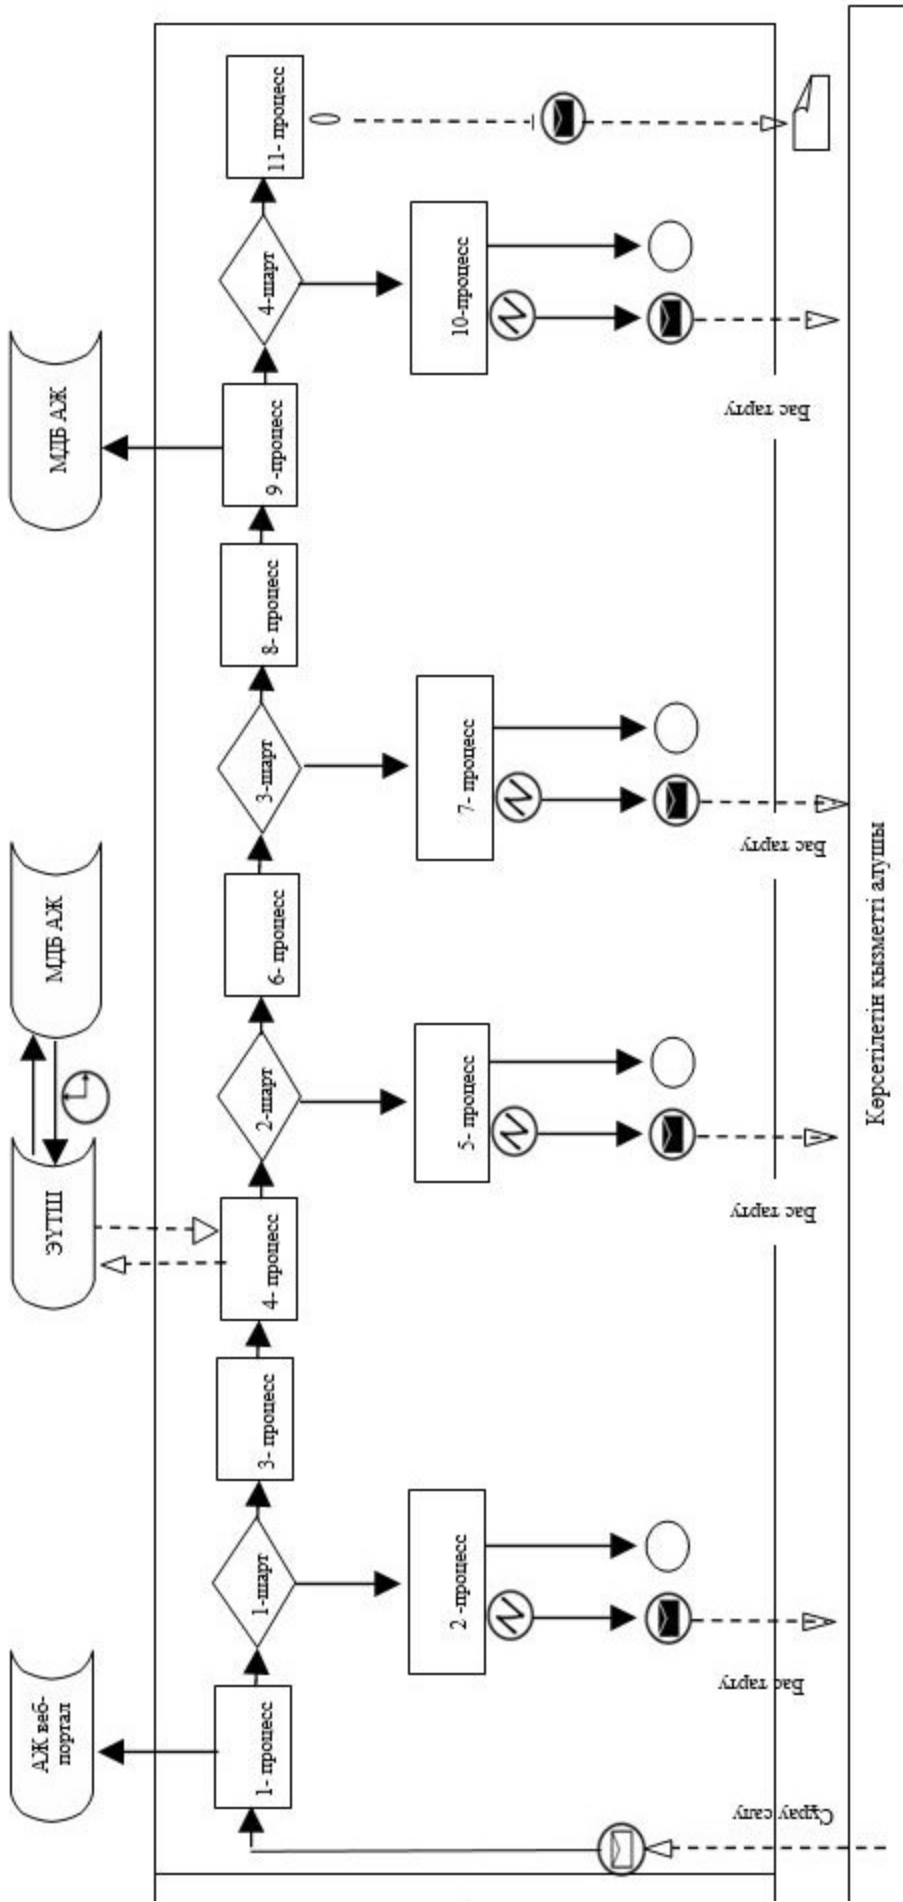 АЖ веб-
портал
ЭҮТШ
МДБ АЖ
МДБ АЖ
1- процесс
1-шарт
3- процесс
4- процесс
2-шарт
6- процесс
3-шарт
8- процесс
9 -процесс
4-шарт
11- процесс
2 -процесс
5- процесс
7- процесс
10-процесс
Сұрау салу
Бас тарту
Бас тарту
Бас тарту
Бас тарту
Көрсетілетін қызметті алушы